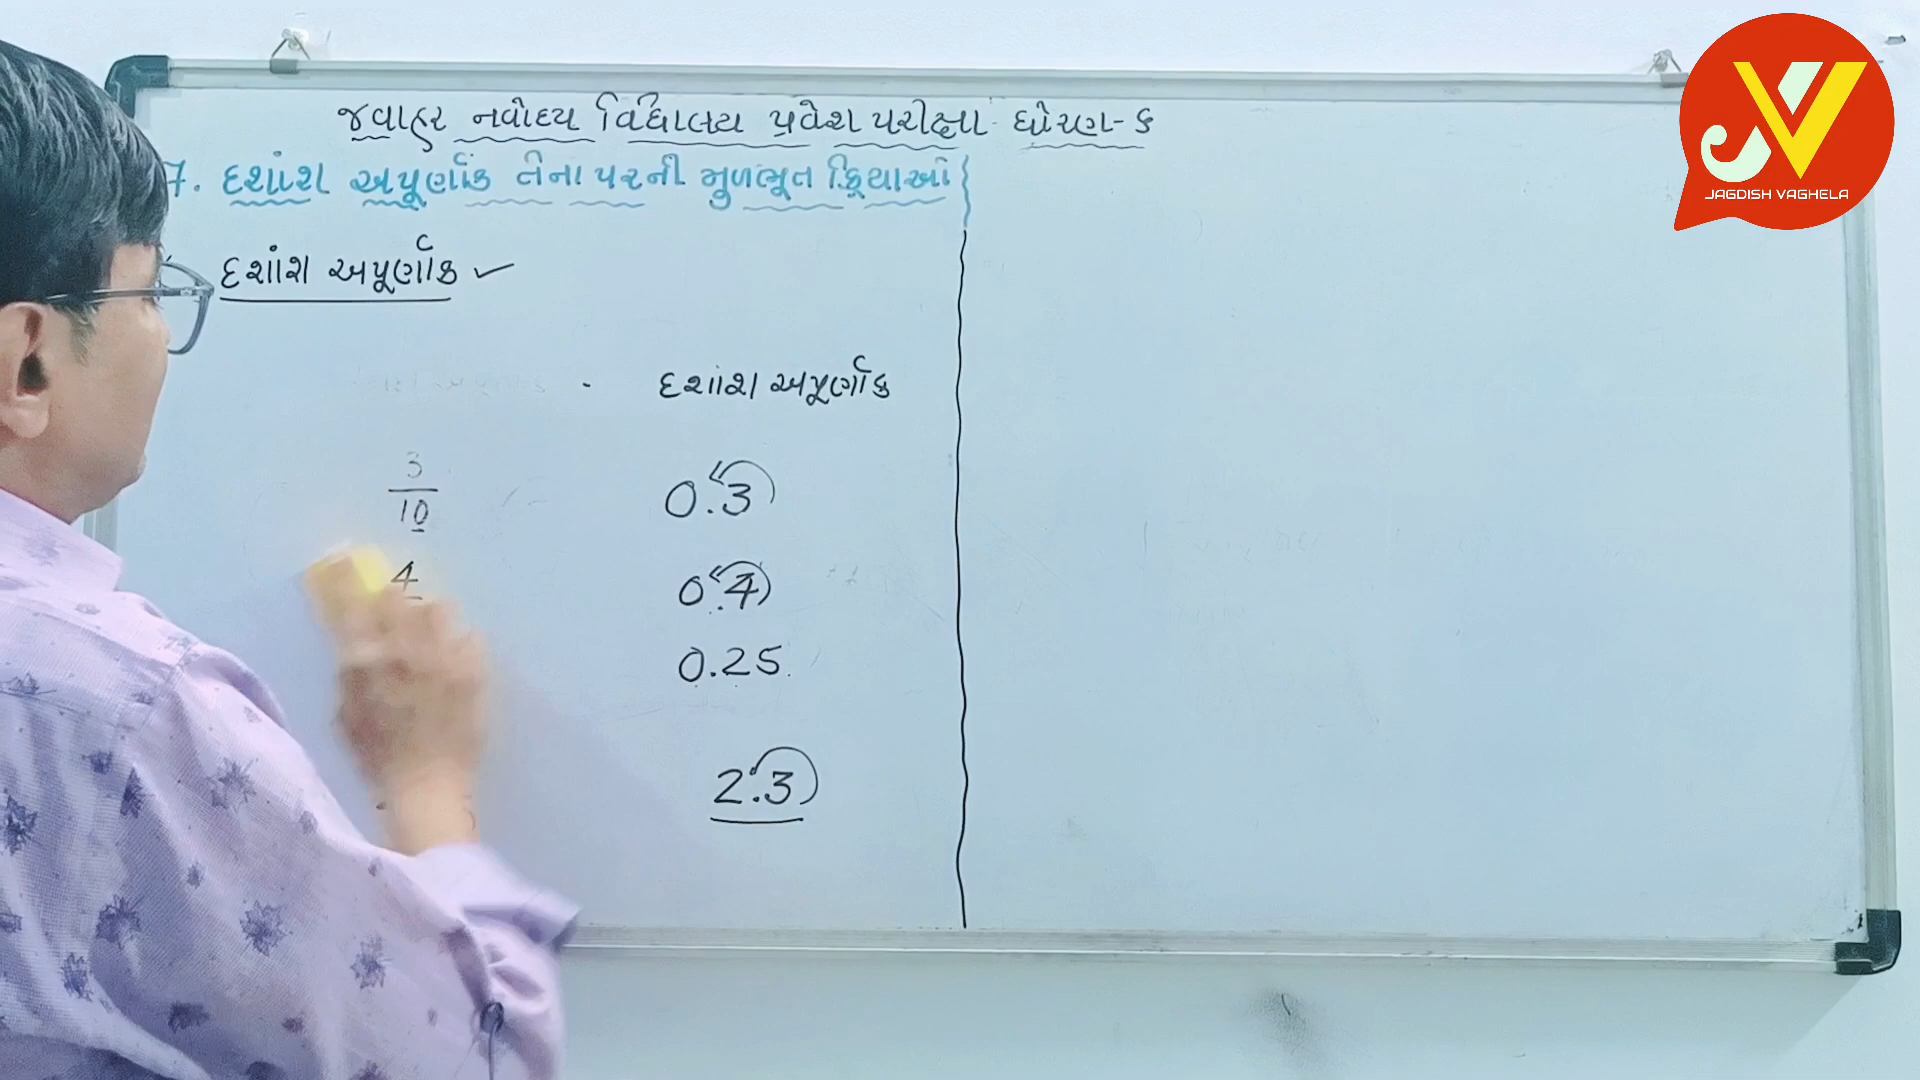 જવાહર નવોદય વિદ્યાલય પ્રવેશ પરીક્ષા ધોરણ - ૬
7. દશાંશ અપૂર્ણાંક તેના પરની મુળભૂત ક્રિયાઓ
દશાંશ અપૂર્ણાંક ✓
દશાંશ અપૂર્ણાંક
3/10 0.3
4 0.4
0.25
2.3
JAGDISH VAGHELA